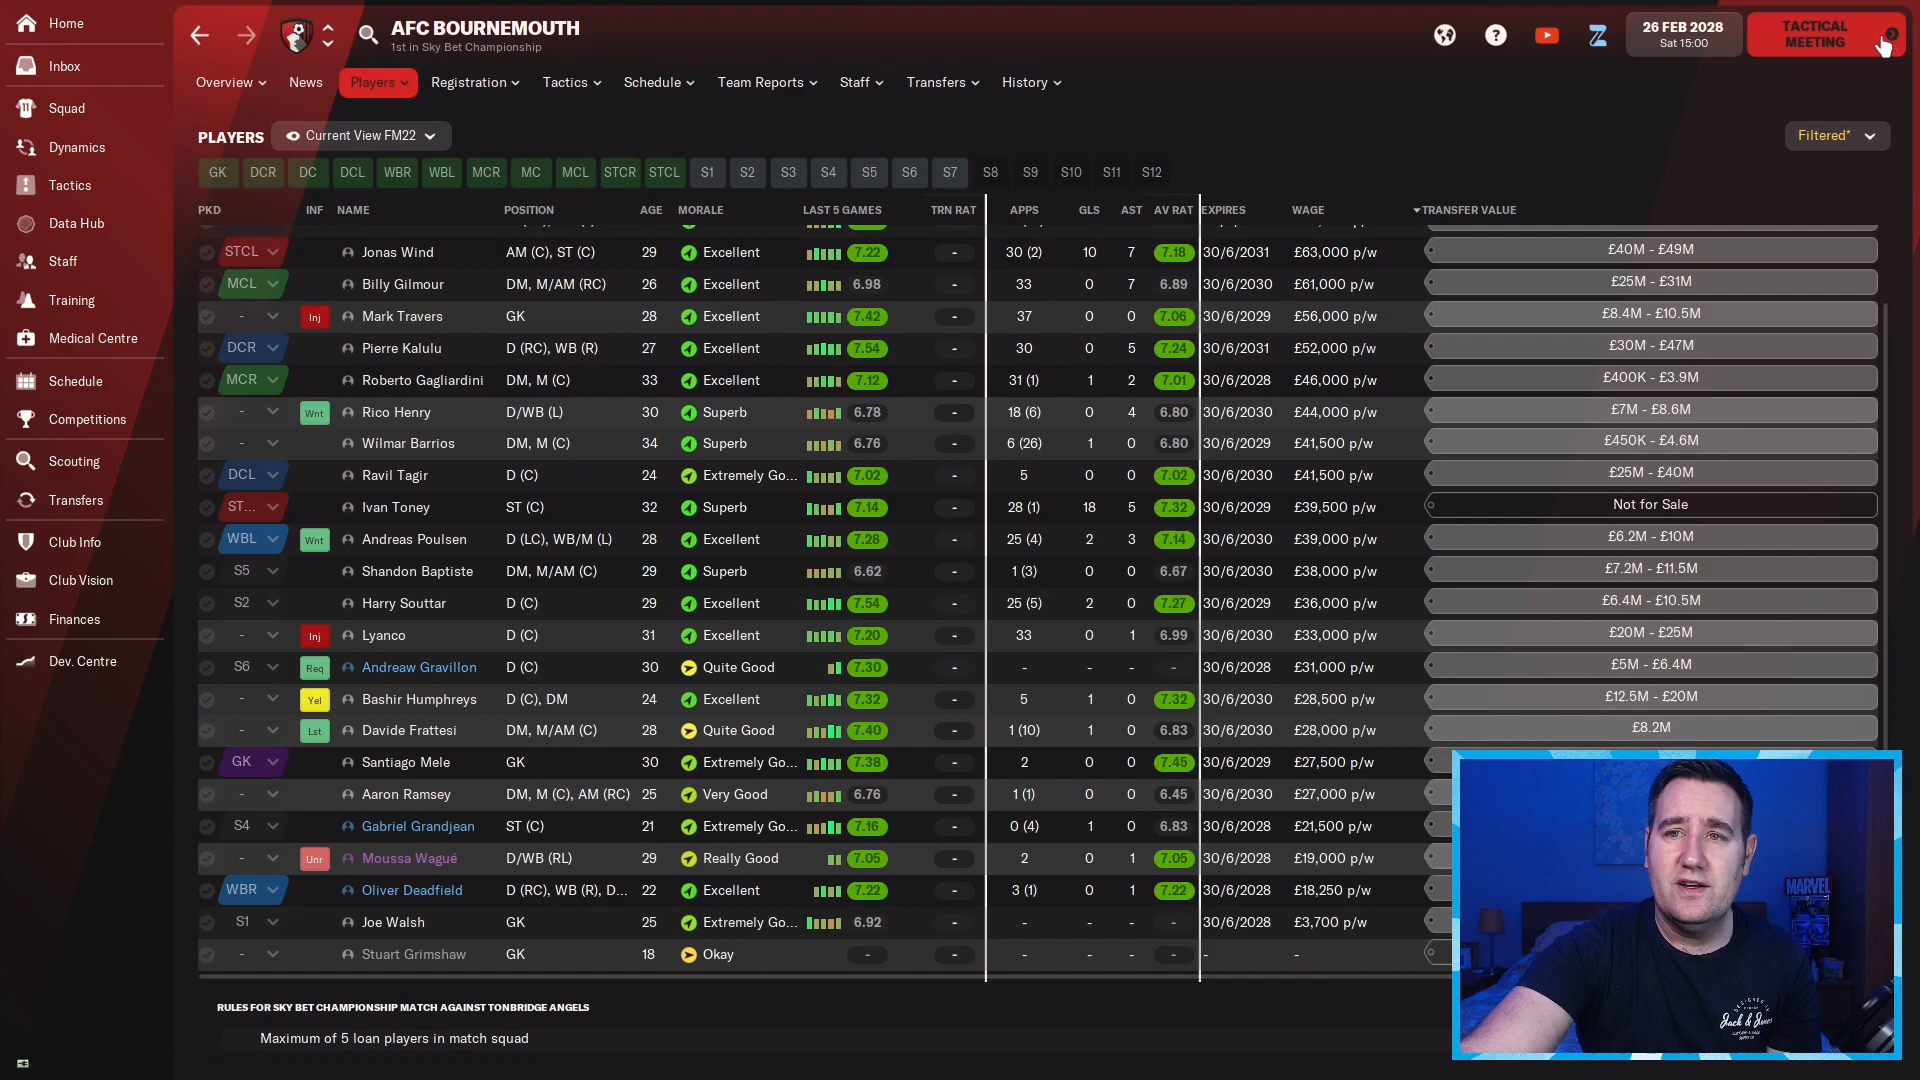 Home
Inbox
Squad
Dynamics
Tactics
Data Hub
Staff
Training
Medical Centre
Schedule
Competitions
Scouting
Transfers
Club Info
Club Vision
Finances
Dev. Centre
AFC BOURNEMOUTH
1st in Sky Bet Championship
26 FEB 2028
Sat 15:00
TACTICAL MEETING
Overview News Players Registration Tactics Schedule Team Reports Staff Transfers History
PLAYERS Current View FM22 Filtered*
GK DCR DC DCL WBR WBL MCR MC MCL STCR STCL S1 S2 S3 S4 S5 S6 S7 S8 S9 S10 S11 S12
PKD INF NAME POSITION AGE MORALE LAST 5 GAMES TRN RAT APPS GLS AST AV RAT EXPIRES WAGE TRANSFER VALUE
STCL Jonas Wind AM (C), ST (C) 29 Excellent 7.22 - 30 (2) 10 7 7.18 30/6/2031 £63,000 p/w £40M - £49M
MCL Billy Gilmour DM, M/AM (RC) 26 Excellent 6.98 - 33 0 7 6.89 30/6/2030 £61,000 p/w £25M - £31M
- Inj Mark Travers GK 28 Excellent 7.42 - 37 0 0 7.06 30/6/2029 £56,000 p/w £8.4M - £10.5M
DCR Pierre Kalulu D (RC), WB (R) 27 Excellent 7.54 - 30 0 5 7.24 30/6/2031 £52,000 p/w £30M - £47M
MCR Roberto Gagliardini DM, M (C) 33 Excellent 7.12 - 31 (1) 1 2 7.01 30/6/2028 £46,000 p/w £400K - £3.9M
- Wnt Rico Henry D/WB (L) 30 Superb 6.78 - 18 (6) 0 4 6.80 30/6/2030 £44,000 p/w £7M - £8.6M
- Wílmar Barrios DM, M (C) 34 Superb 6.76 - 6 (26) 1 0 6.80 30/6/2029 £41,500 p/w £450K - £4.6M
DCL Ravil Tagir D (C) 24 Extremely Go... 7.02 - 5 0 0 7.02 30/6/2030 £41,500 p/w £25M - £40M
ST... Ivan Toney ST (C) 32 Superb 7.14 - 28 (1) 18 5 7.32 30/6/2030 £39,500 p/w Not for Sale
WBL Wnt Andreas Poulsen D (LC), WB/M (L) 28 Excellent 7.28 - 25 (4) 2 3 7.14 30/6/2030 £39,000 p/w £6.2M - £10M
S5 Shandon Baptiste DM, M/AM (C) 29 Superb 6.62 - 1 (3) 0 0 6.67 30/6/2030 £38,000 p/w £7.2M - £11.5M
S2 Harry Souttar D (C) 29 Excellent 7.54 - 25 (5) 2 0 7.27 30/6/2029 £36,000 p/w £6.4M - £10.5M
- Inj Lyanco D (C) 31 Excellent 7.20 - 33 0 1 6.99 30/6/2030 £33,000 p/w £20M - £25M
S6 Req Andreaw Gravillon D (C) 30 Quite Good 7.30 - - - - - 30/6/2028 £31,000 p/w £5M - £6.4M
- Yel Bashir Humphreys D (C), DM 24 Excellent 7.32 - 5 1 0 7.32 30/6/2030 £28,500 p/w £12.5M - £20M
- Lst Davide Frattesi DM, M/AM (C) 28 Quite Good 7.40 - 1 (10) 1 0 6.83 30/6/2030 £28,000 p/w £8.2M
GK Santiago Mele GK 30 Extremely Go... 7.38 - 2 0 0 7.45 30/6/2029 £27,500 p/w
- Aaron Ramsey DM, M (C), AM (RC) 25 Very Good 6.76 - 1 (1) 0 0 6.45 30/6/2030 £27,000 p/w
S4 Gabriel Grandjean ST (C) 21 Extremely Go... 7.16 - 0 (4) 1 0 6.83 30/6/2028 £21,500 p/w
- Unr Moussa Wagué D/WB (RL) 29 Really Good 7.05 - 2 0 1 7.05 30/6/2028 £19,000 p/w
WBR Oliver Deadfield D (RC), WB (R), D... 22 Excellent 7.22 - 3 (1) 0 1 7.22 30/6/2028 £18,250 p/w
S1 Joe Walsh GK 25 Extremely Go... 6.92 - - - - - 30/6/2028 £3,700 p/w
- Stuart Grimshaw GK 18 Okay - - - - - - - -
RULES FOR SKY BET CHAMPIONSHIP MATCH AGAINST TONBRIDGE ANGELS
Maximum of 5 loan players in match squad
MARVEL
Jack & Jones